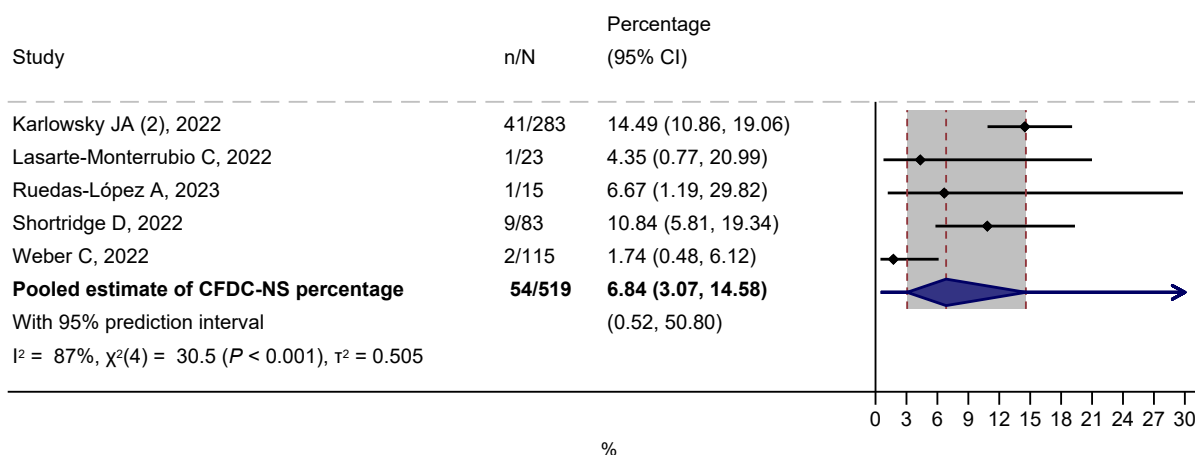 Percentage
Study n/N (95% CI)
Karlowsky JA (2), 2022 41/283 14.49 (10.86, 19.06)
Lasarte-Monterrubio C, 2022 1/23 4.35 (0.77, 20.99)
Ruedas-López A, 2023 1/15 6.67 (1.19, 29.82)
Shortridge D, 2022 9/83 10.84 (5.81, 19.34)
Weber C, 2022 2/115 1.74 (0.48, 6.12)
Pooled estimate of CFDC-NS percentage 54/519 6.84 (3.07, 14.58)
With 95% prediction interval (0.52, 50.80)
I² = 87%, χ²(4) = 30.5 (P < 0.001), τ² = 0.505
0 3 6 9 12 15 18 21 24 27 30
%